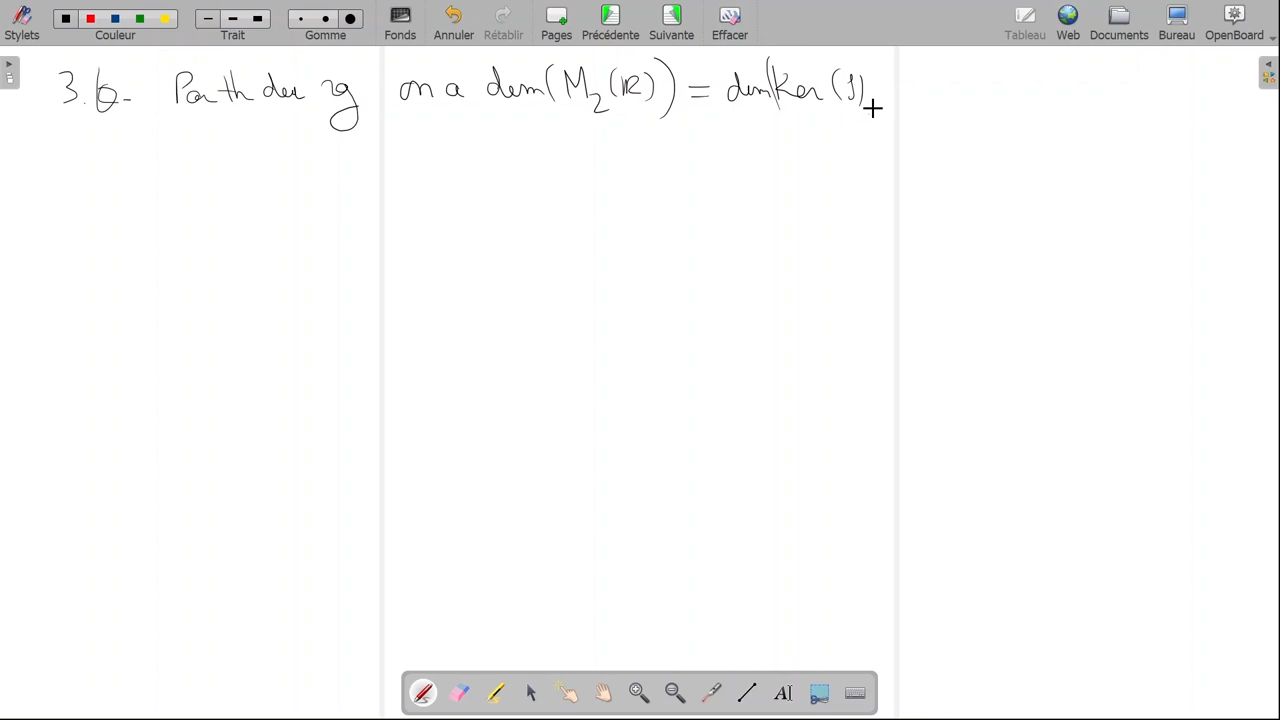 Stylets Couleur Trait Gomme Fonds Annuler Rétablir Pages Précédente Suivante Effacer Tableau Web Documents Bureau OpenBoard
3.b- Par th du rg on a dim(M2(IR)) = dim(Ker(f)